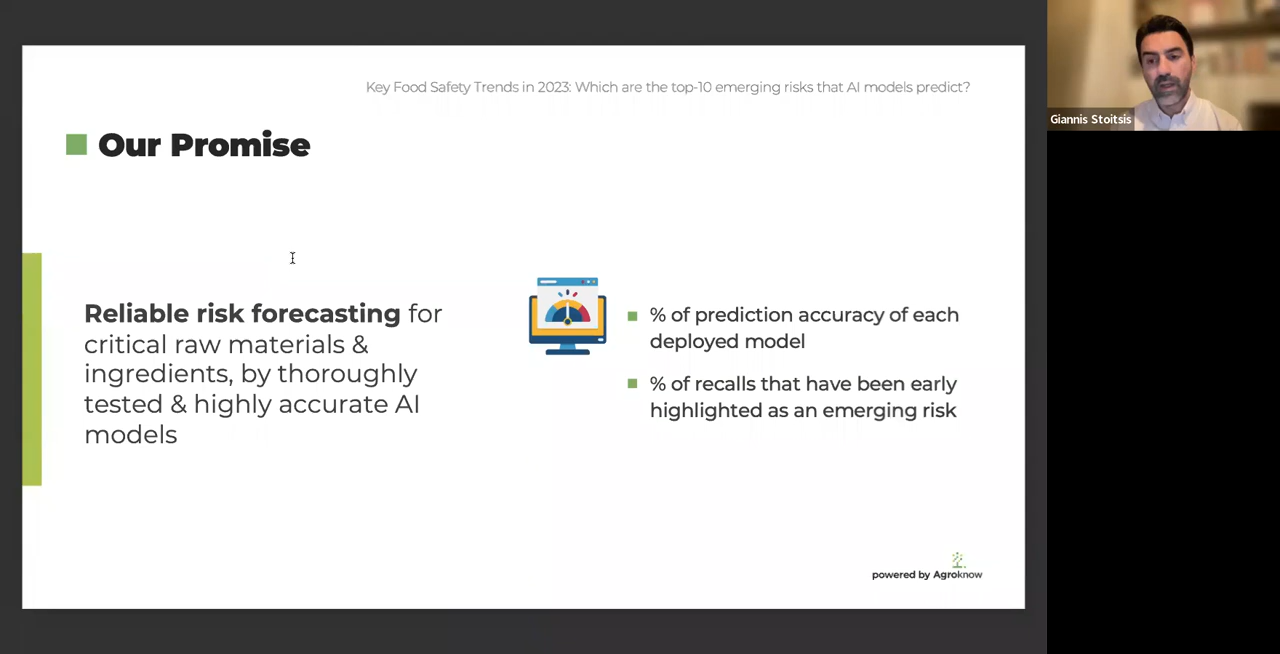 Key Food Safety Trends in 2023: Which are the top-10 emerging risks that AI models predict?
Our Promise
Reliable risk forecasting for
critical raw materials &
ingredients, by thoroughly
tested & highly accurate AI
models
% of prediction accuracy of each
deployed model
% of recalls that have been early
highlighted as an emerging risk
powered by Agroknow
Giannis Stoitsis